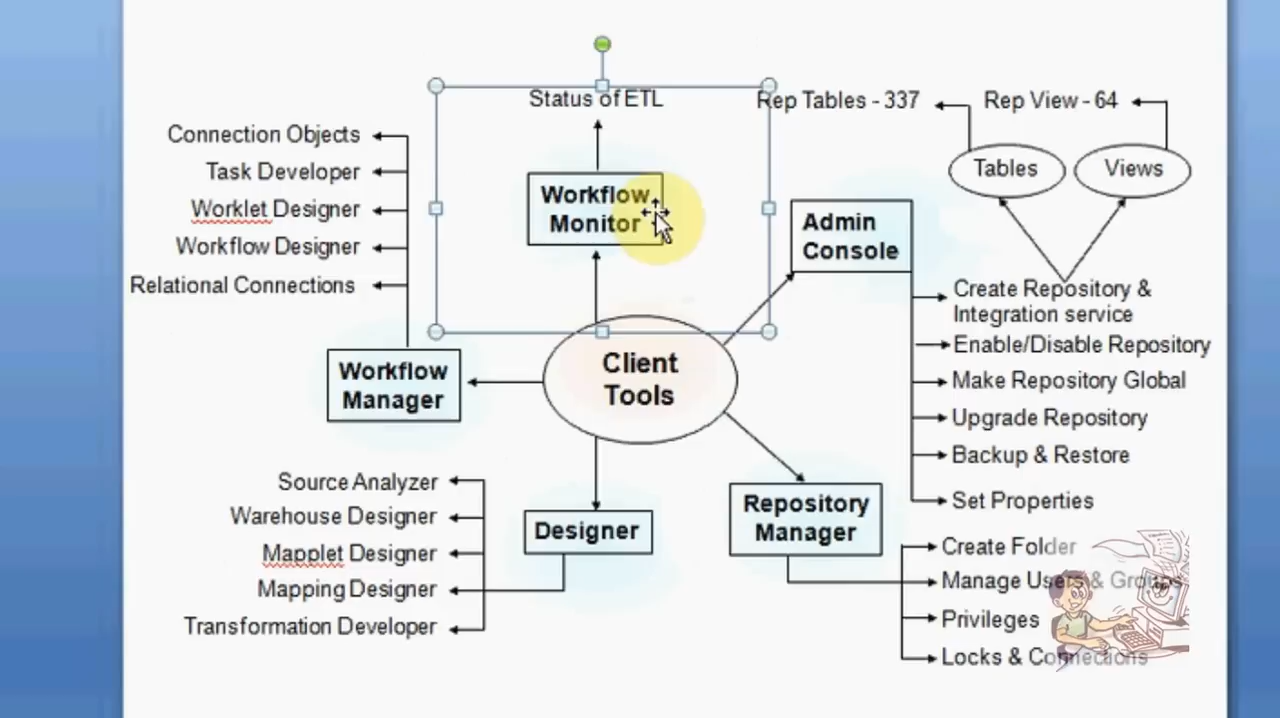 Status of ETL
Rep Tables - 337
Rep View - 64
Connection Objects
Task Developer
Worklet Designer
Workflow Designer
Relational Connections
Workflow
Monitor
Tables
Views
Admin
Console
Create Repository &
Integration service
Enable/Disable Repository
Make Repository Global
Upgrade Repository
Backup & Restore
Set Properties
Client
Tools
Workflow
Manager
Source Analyzer
Warehouse Designer
Mapplet Designer
Mapping Designer
Transformation Developer
Designer
Repository
Manager
Create Folder
Manage Users & Groups
Privileges
Locks & Connections